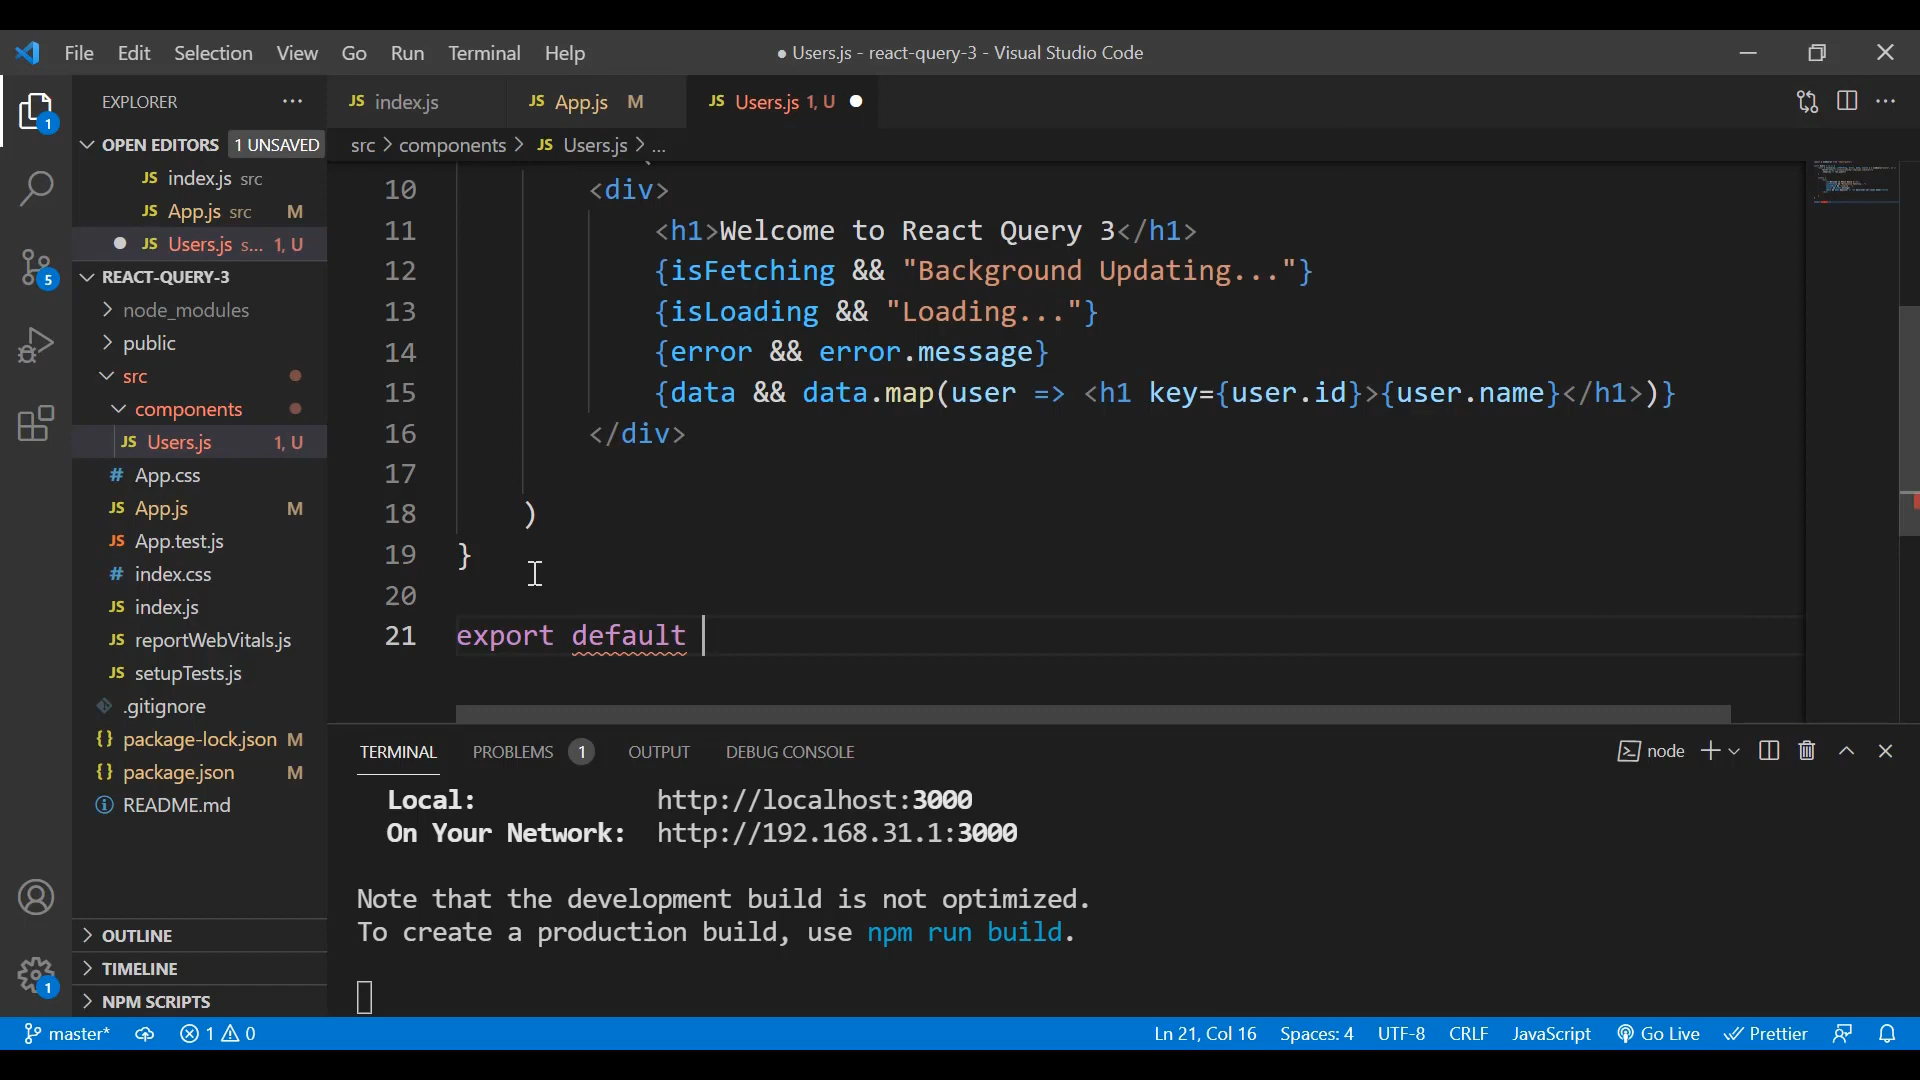 File Edit Selection View Go Run Terminal Help
● Users.js - react-query-3 - Visual Studio Code
EXPLORER ...
JS index.js
JS App.js M
JS Users.js 1, U ●
OPEN EDITORS 1 UNSAVED
src > components > JS Users.js > ...
JS index.js src
JS App.js src M
● JS Users.js s... 1, U
REACT-QUERY-3
node_modules
public
src
components
JS Users.js 1, U
# App.css
JS App.js M
JS App.test.js
# index.css
JS index.js
JS reportWebVitals.js
JS setupTests.js
.gitignore
{} package-lock.json M
{} package.json M
README.md
OUTLINE
TIMELINE
NPM SCRIPTS
1
5
1
10 <div>
11 <h1>Welcome to React Query 3</h1>
12 {isFetching && "Background Updating..."}
13 {isLoading && "Loading..."}
14 {error && error.message}
15 {data && data.map(user => <h1 key={user.id}>{user.name}</h1>)}
16 </div>
17
18 )
19 }
20
21 export default
TERMINAL PROBLEMS 1 OUTPUT DEBUG CONSOLE node
Local: http://localhost:3000
On Your Network: http://192.168.31.1:3000
Note that the development build is not optimized.
To create a production build, use npm run build.
master* 1 0 Ln 21, Col 16 Spaces: 4 UTF-8 CRLF JavaScript Go Live Prettier